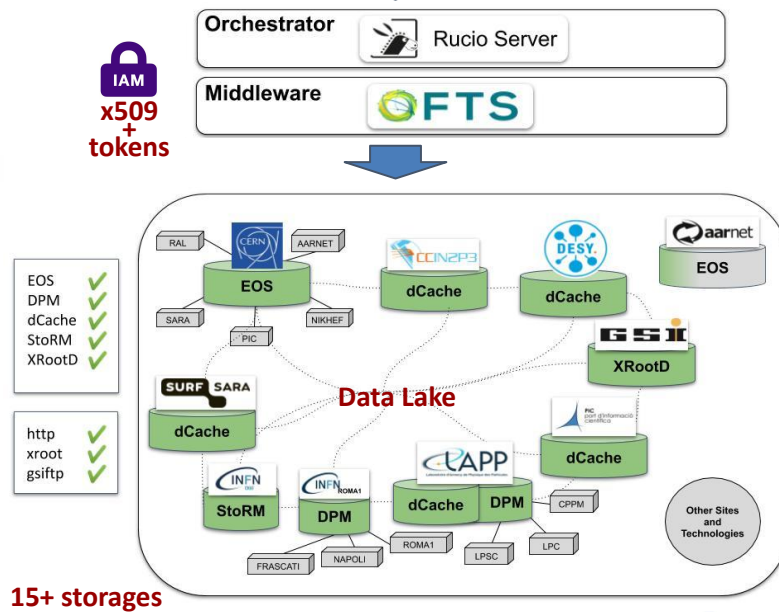 Orchestrator
Rucio Server
IAM
x509
+
tokens
Middleware
FTS
RAL
CERN
AARNET
EOS
SARA
PIC
NIKHEF
CCIN2P3
dCache
DESY.
dCache
aarnet
EOS
EOS
DPM
dCache
StoRM
XRootD
GSI
XRootD
Data Lake
SURF SARA
dCache
PIC
port d'informació
científica
dCache
http
xroot
gsiftp
INFN
StoRM
INFN
ROMA1
DPM
LAPP
dCache
DPM
CPPM
FRASCATI
NAPOLI
ROMA1
LPSC
LPC
Other Sites
and
Technologies
15+ storages